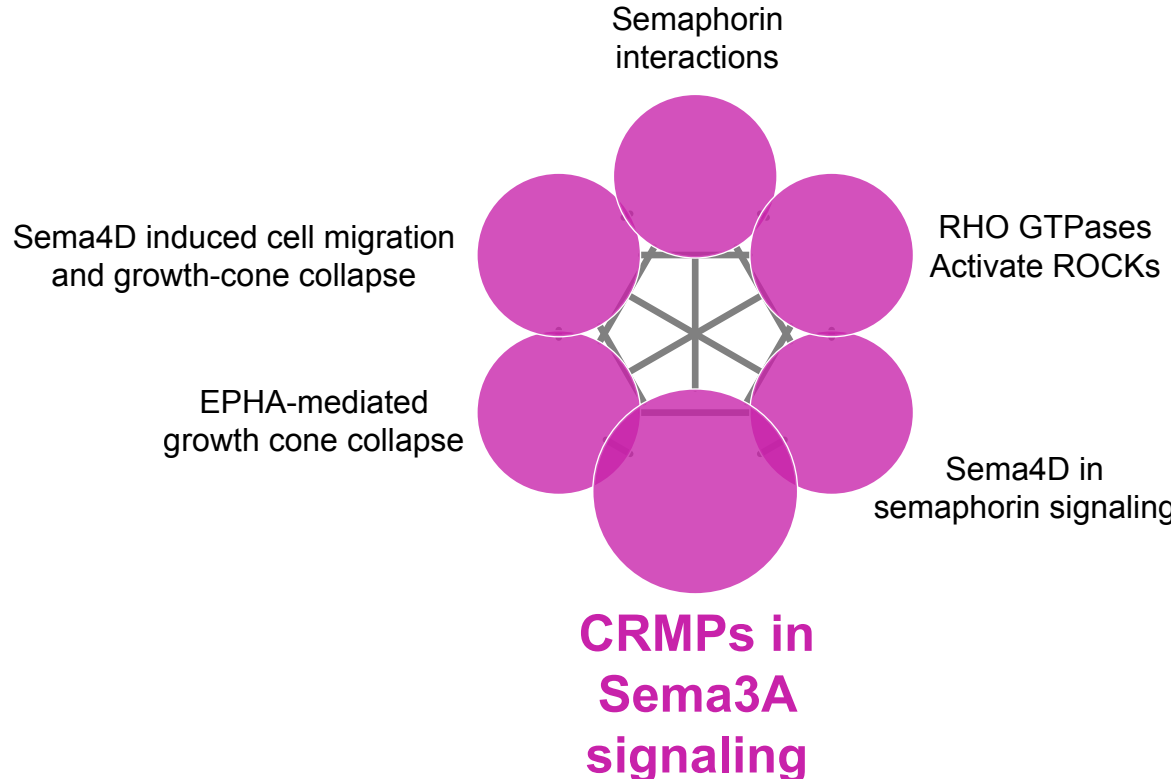 Semaphorin
interactions
Sema4D induced cell migration
and growth-cone collapse
RHO GTPases
Activate ROCKs
EPHA-mediated
growth cone collapse
Sema4D in
semaphorin signaling
CRMPs in
Sema3A
signaling